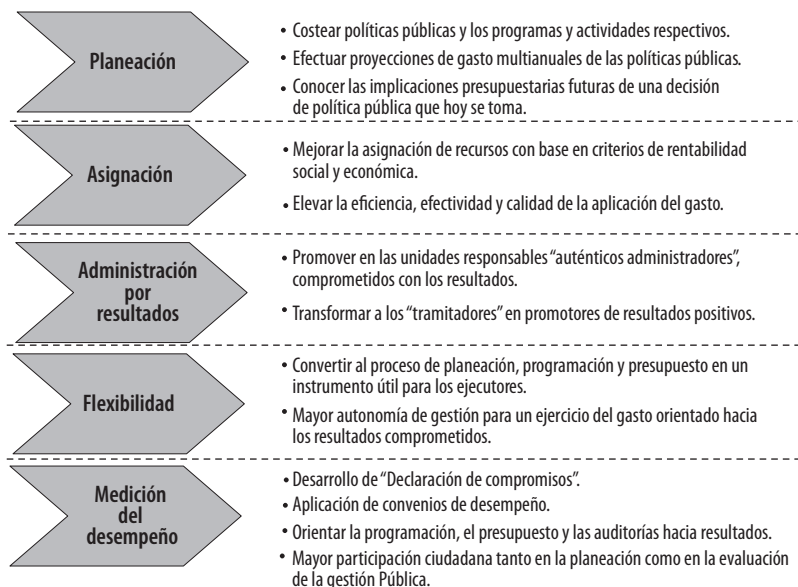 Planeación
• Costear políticas públicas y los programas y actividades respectivos.
• Efectuar proyecciones de gasto multianuales de las políticas públicas.
• Conocer las implicaciones presupuestarias futuras de una decisión
de política pública que hoy se toma.
Asignación
• Mejorar la asignación de recursos con base en criterios de rentabilidad
social y económica.
• Elevar la eficiencia, efectividad y calidad de la aplicación del gasto.
Administración
por
resultados
• Promover en las unidades responsables “auténticos administradores”,
comprometidos con los resultados.
• Transformar a los “tramitadores” en promotores de resultados positivos.
Flexibilidad
• Convertir al proceso de planeación, programación y presupuesto en un
instrumento útil para los ejecutores.
• Mayor autonomía de gestión para un ejercicio del gasto orientado hacia
los resultados comprometidos.
Medición
del
desempeño
• Desarrollo de “Declaración de compromisos”.
• Aplicación de convenios de desempeño.
• Orientar la programación, el presupuesto y las auditorías hacia resultados.
• Mayor participación ciudadana tanto en la planeación como en la evaluación
de la gestión Pública.